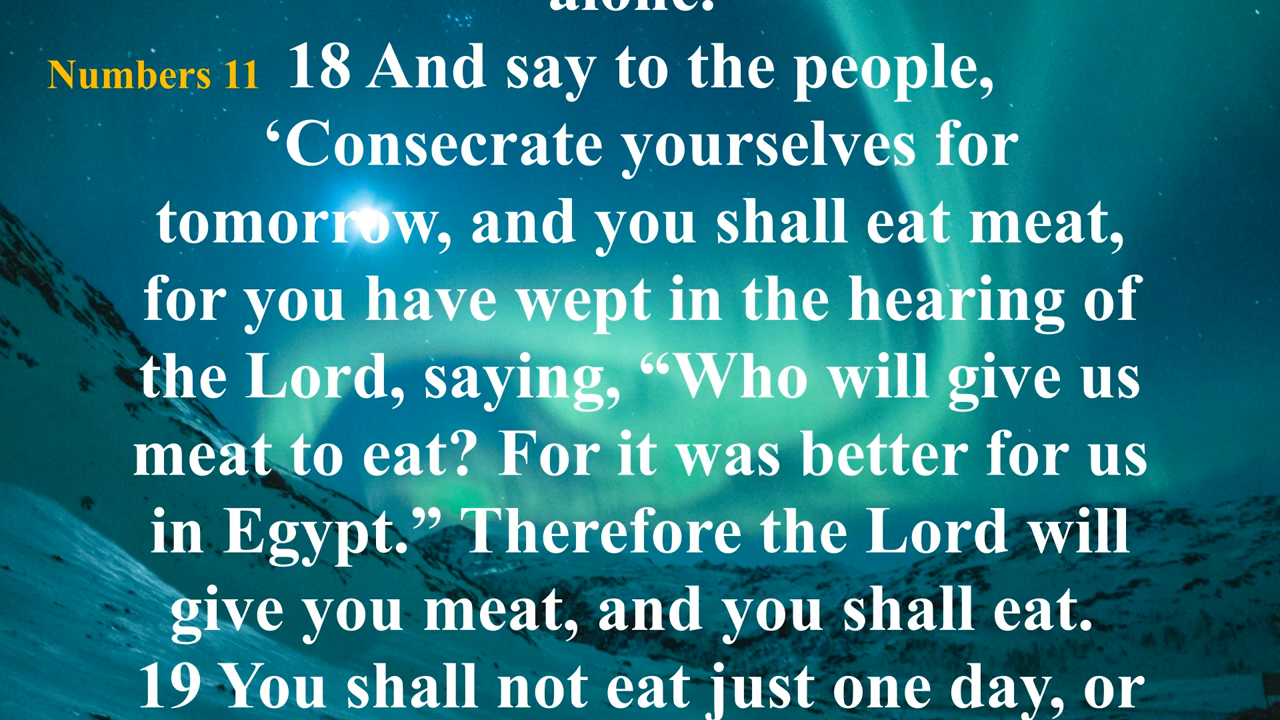 alone.
Numbers 11 18 And say to the people,
‘Consecrate yourselves for
tomorrow, and you shall eat meat,
for you have wept in the hearing of
the Lord, saying, “Who will give us
meat to eat? For it was better for us
in Egypt.” Therefore the Lord will
give you meat, and you shall eat.
19 You shall not eat just one day, or